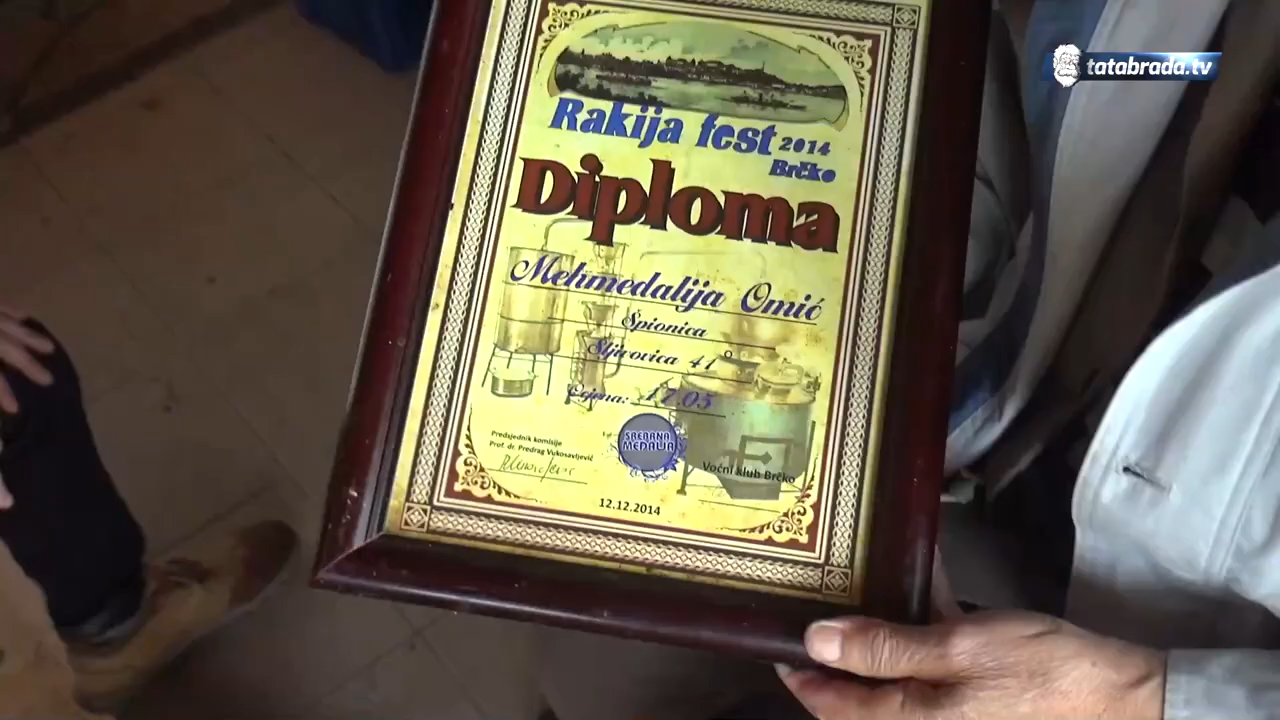 tatabrada.tv
Rakija fest 2014
Brčko
Diploma
Mehmedalija Omić
Špionica
Šljivovica 41°
Ocjena: 17.05
Predsjednik komisije
Prof. dr. Predrag Vukosavljević
SREBRNA
MEDALJA
Voćni klub Brčko
12.12.2014